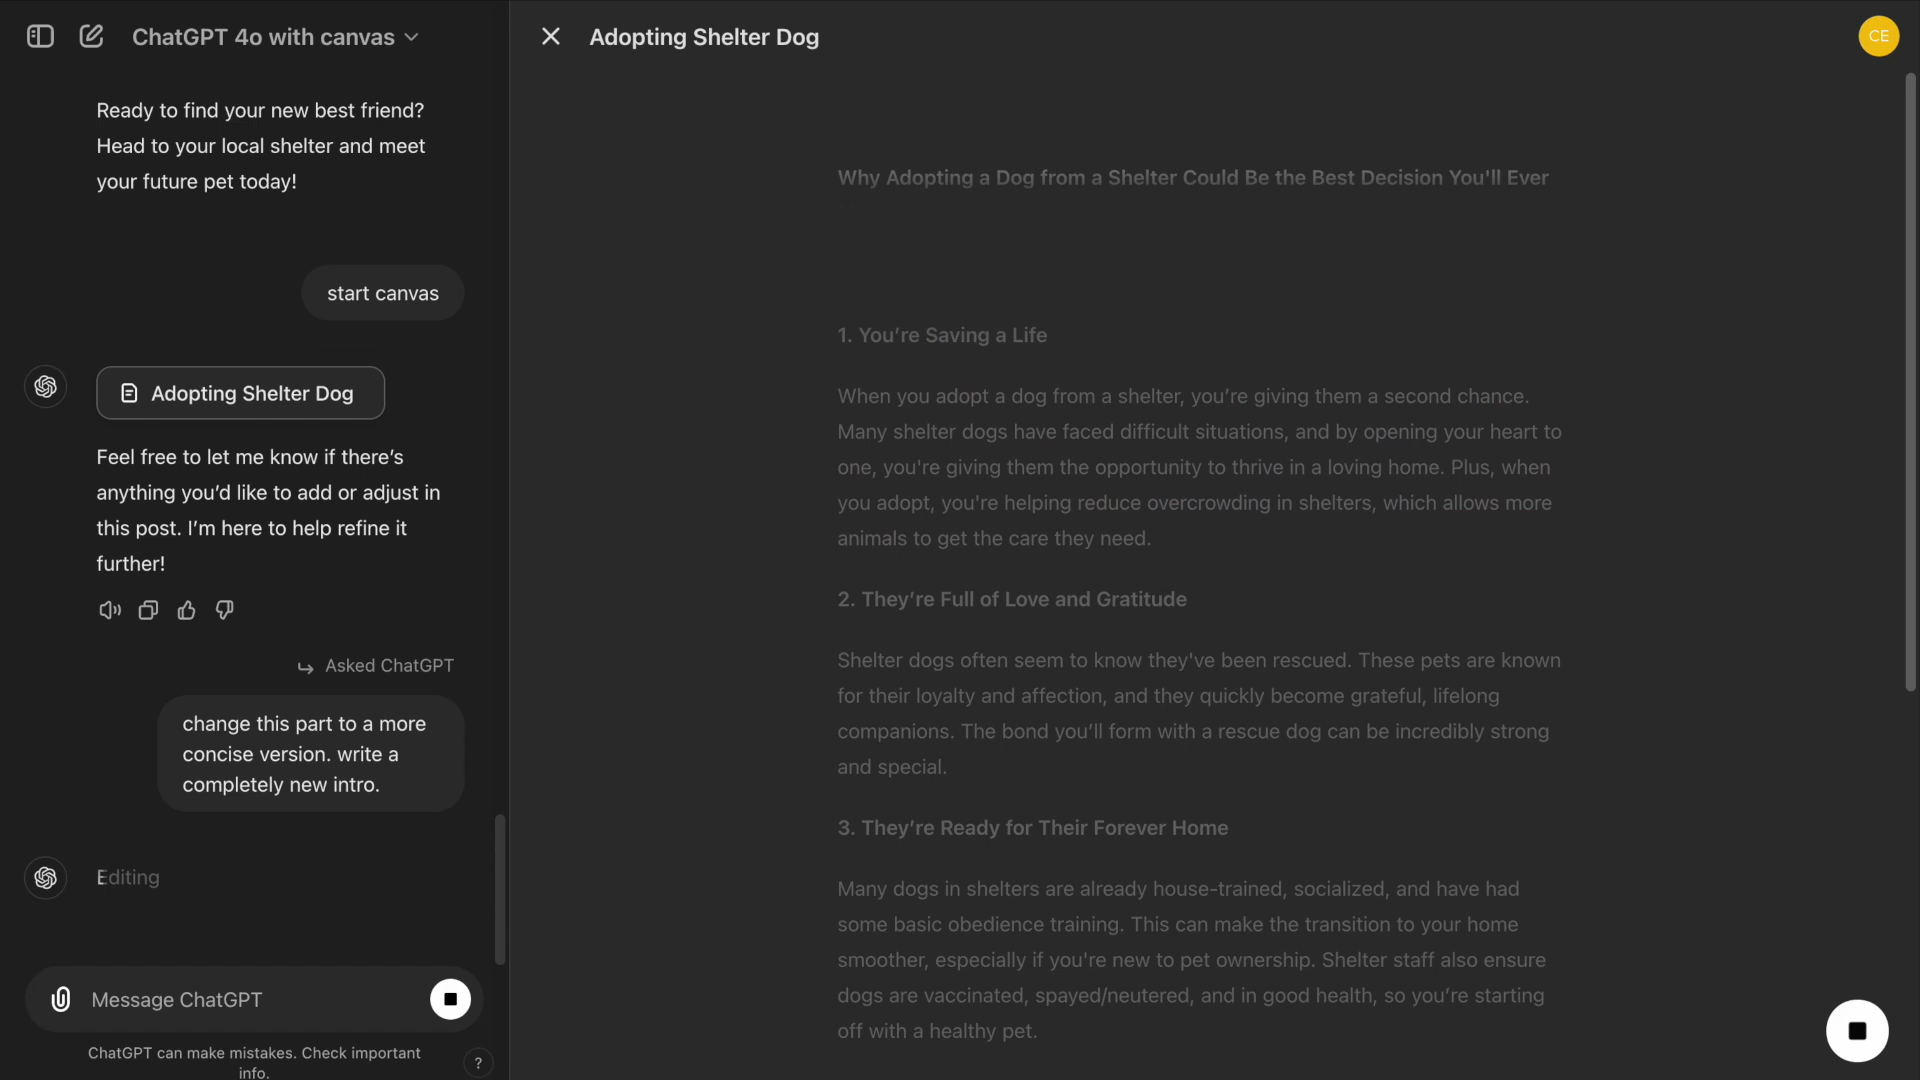 ChatGPT 4o with canvas
Ready to find your new best friend?
Head to your local shelter and meet
your future pet today!
start canvas
Adopting Shelter Dog
Feel free to let me know if there’s
anything you’d like to add or adjust in
this post. I’m here to help refine it
further!
Asked ChatGPT
change this part to a more
concise version. write a
completely new intro.
Editing
Message ChatGPT
ChatGPT can make mistakes. Check important
info.
?
Adopting Shelter Dog
CE
Why Adopting a Dog from a Shelter Could Be the Best Decision You'll Ever
1. You’re Saving a Life
When you adopt a dog from a shelter, you’re giving them a second chance.
Many shelter dogs have faced difficult situations, and by opening your heart to
one, you're giving them the opportunity to thrive in a loving home. Plus, when
you adopt, you're helping reduce overcrowding in shelters, which allows more
animals to get the care they need.
2. They’re Full of Love and Gratitude
Shelter dogs often seem to know they've been rescued. These pets are known
for their loyalty and affection, and they quickly become grateful, lifelong
companions. The bond you’ll form with a rescue dog can be incredibly strong
and special.
3. They’re Ready for Their Forever Home
Many dogs in shelters are already house-trained, socialized, and have had
some basic obedience training. This can make the transition to your home
smoother, especially if you're new to pet ownership. Shelter staff also ensure
dogs are vaccinated, spayed/neutered, and in good health, so you’re starting
off with a healthy pet.